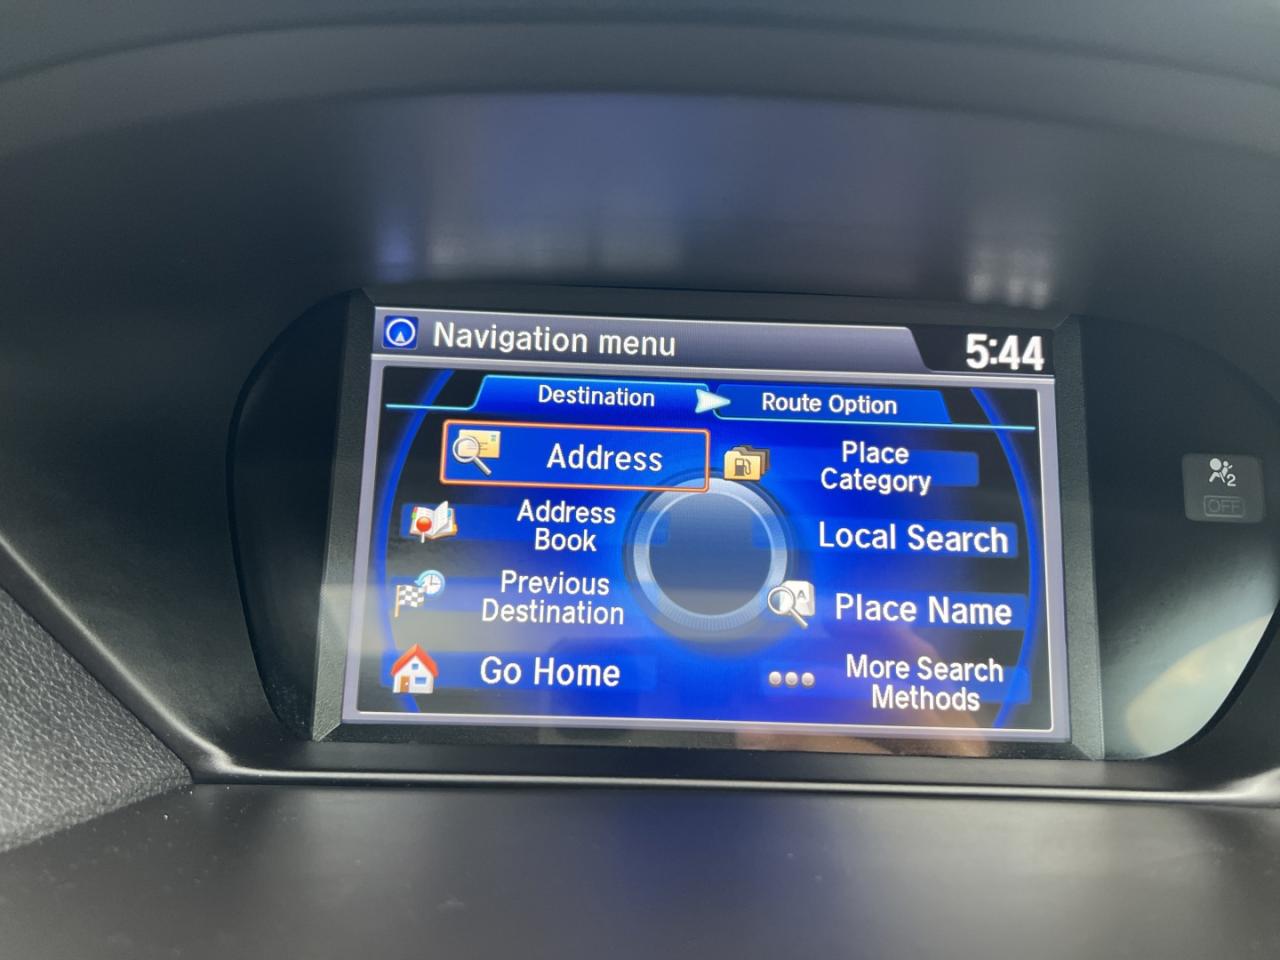 Navigation menu
5:44
Destination
Route Option
Address
Place
Category
Address
Book
Local Search
Previous
Destination
Place Name
Go Home
More Search
Methods
2
OFF